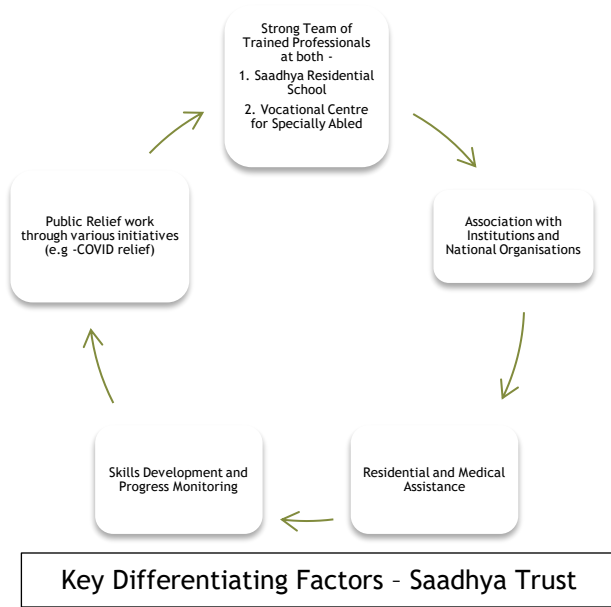 Strong Team of
Trained Professionals
at both -
1. Saadhya Residential
School
2. Vocational Centre
for Specially Abled
Association with
Institutions and
National Organisations
Residential and Medical
Assistance
Skills Development and
Progress Monitoring
Public Relief work
through various initiatives
(e.g -COVID relief)
Key Differentiating Factors - Saadhya Trust